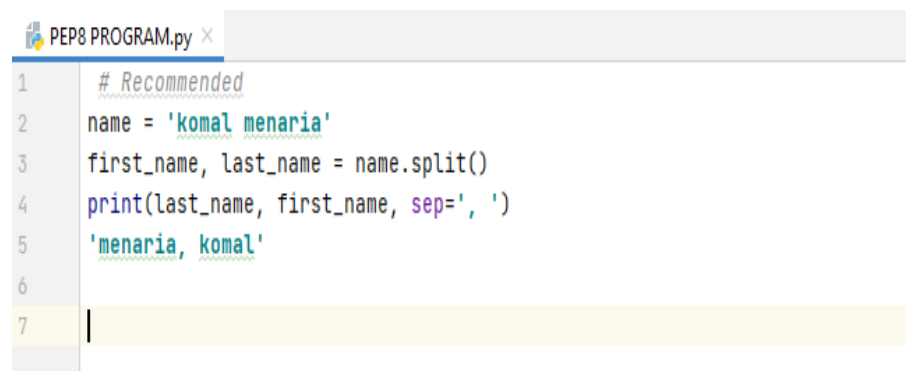 PEP8 PROGRAM.py ×
1 # Recommended
2 name = 'komal menaria'
3 first_name, last_name = name.split()
4 print(last_name, first_name, sep=', ')
5 'menaria, komal'
6
7